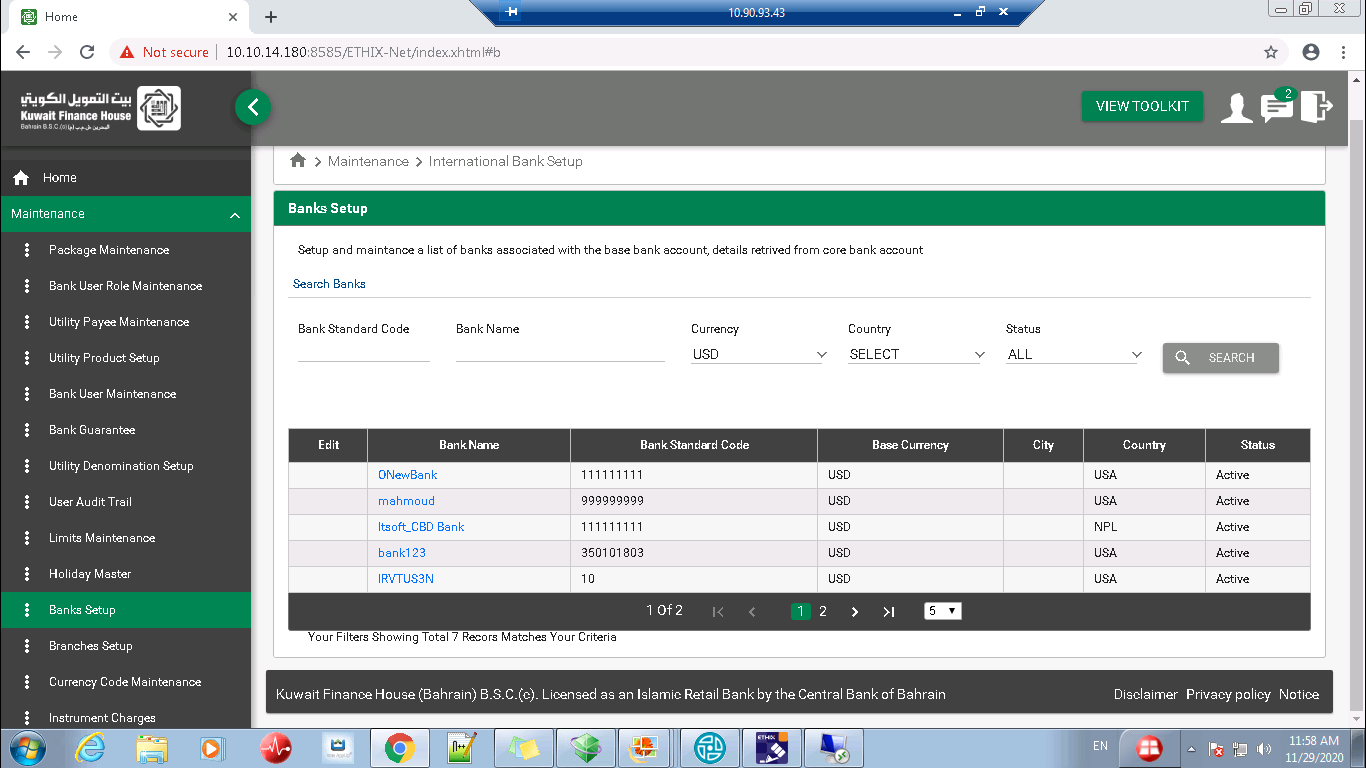 Home
10.90.93.43
Not secure
10.10.14.180:8585/ETHIX-Net/index.xhtml#b
بيت التمويل الكويتي
Kuwait Finance House
Bahrain B.S.C.(c) البحرين ش.م.ب (م)
VIEW TOOLKIT
2
Home
Maintenance
Package Maintenance
Bank User Role Maintenance
Utility Payee Maintenance
Utility Product Setup
Bank User Maintenance
Bank Guarantee
Utility Denomination Setup
User Audit Trail
Limits Maintenance
Holiday Master
Banks Setup
Branches Setup
Currency Code Maintenance
Instrument Charges
Maintenance
International Bank Setup
Banks Setup
Setup and maintance a list of banks associated with the base bank account, details retrived from core bank account
Search Banks
Bank Standard Code Bank Name Currency Country Status
USD SELECT ALL SEARCH
Edit Bank Name Bank Standard Code Base Currency City Country Status
ONewBank 111111111 USD USA Active
mahmoud 999999999 USD USA Active
Itsoft_CBD Bank 111111111 USD NPL Active
bank123 350101803 USD USA Active
IRVTUS3N 10 USD USA Active
1 Of 2 1 2 5
Your Filters Showing Total 7 Recors Matches Your Criteria
Kuwait Finance House (Bahrain) B.S.C.(c). Licensed as an Islamic Retail Bank by the Central Bank of Bahrain Disclaimer Privacy policy Notice
ETHIX
EN
11:58 AM
11/29/2020